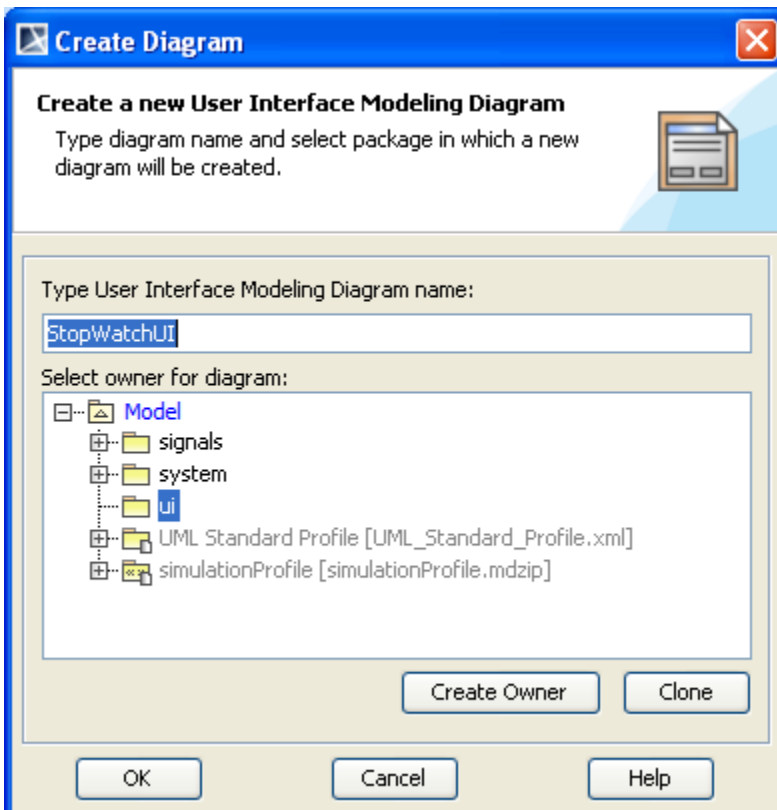 Create Diagram
Create a new User Interface Modeling Diagram
Type diagram name and select package in which a new
diagram will be created.
Type User Interface Modeling Diagram name:
StopWatchUI
Select owner for diagram:
Model
signals
system
ui
UML Standard Profile [UML_Standard_Profile.xml]
simulationProfile [simulationProfile.mdzip]
Create Owner Clone
OK Cancel Help